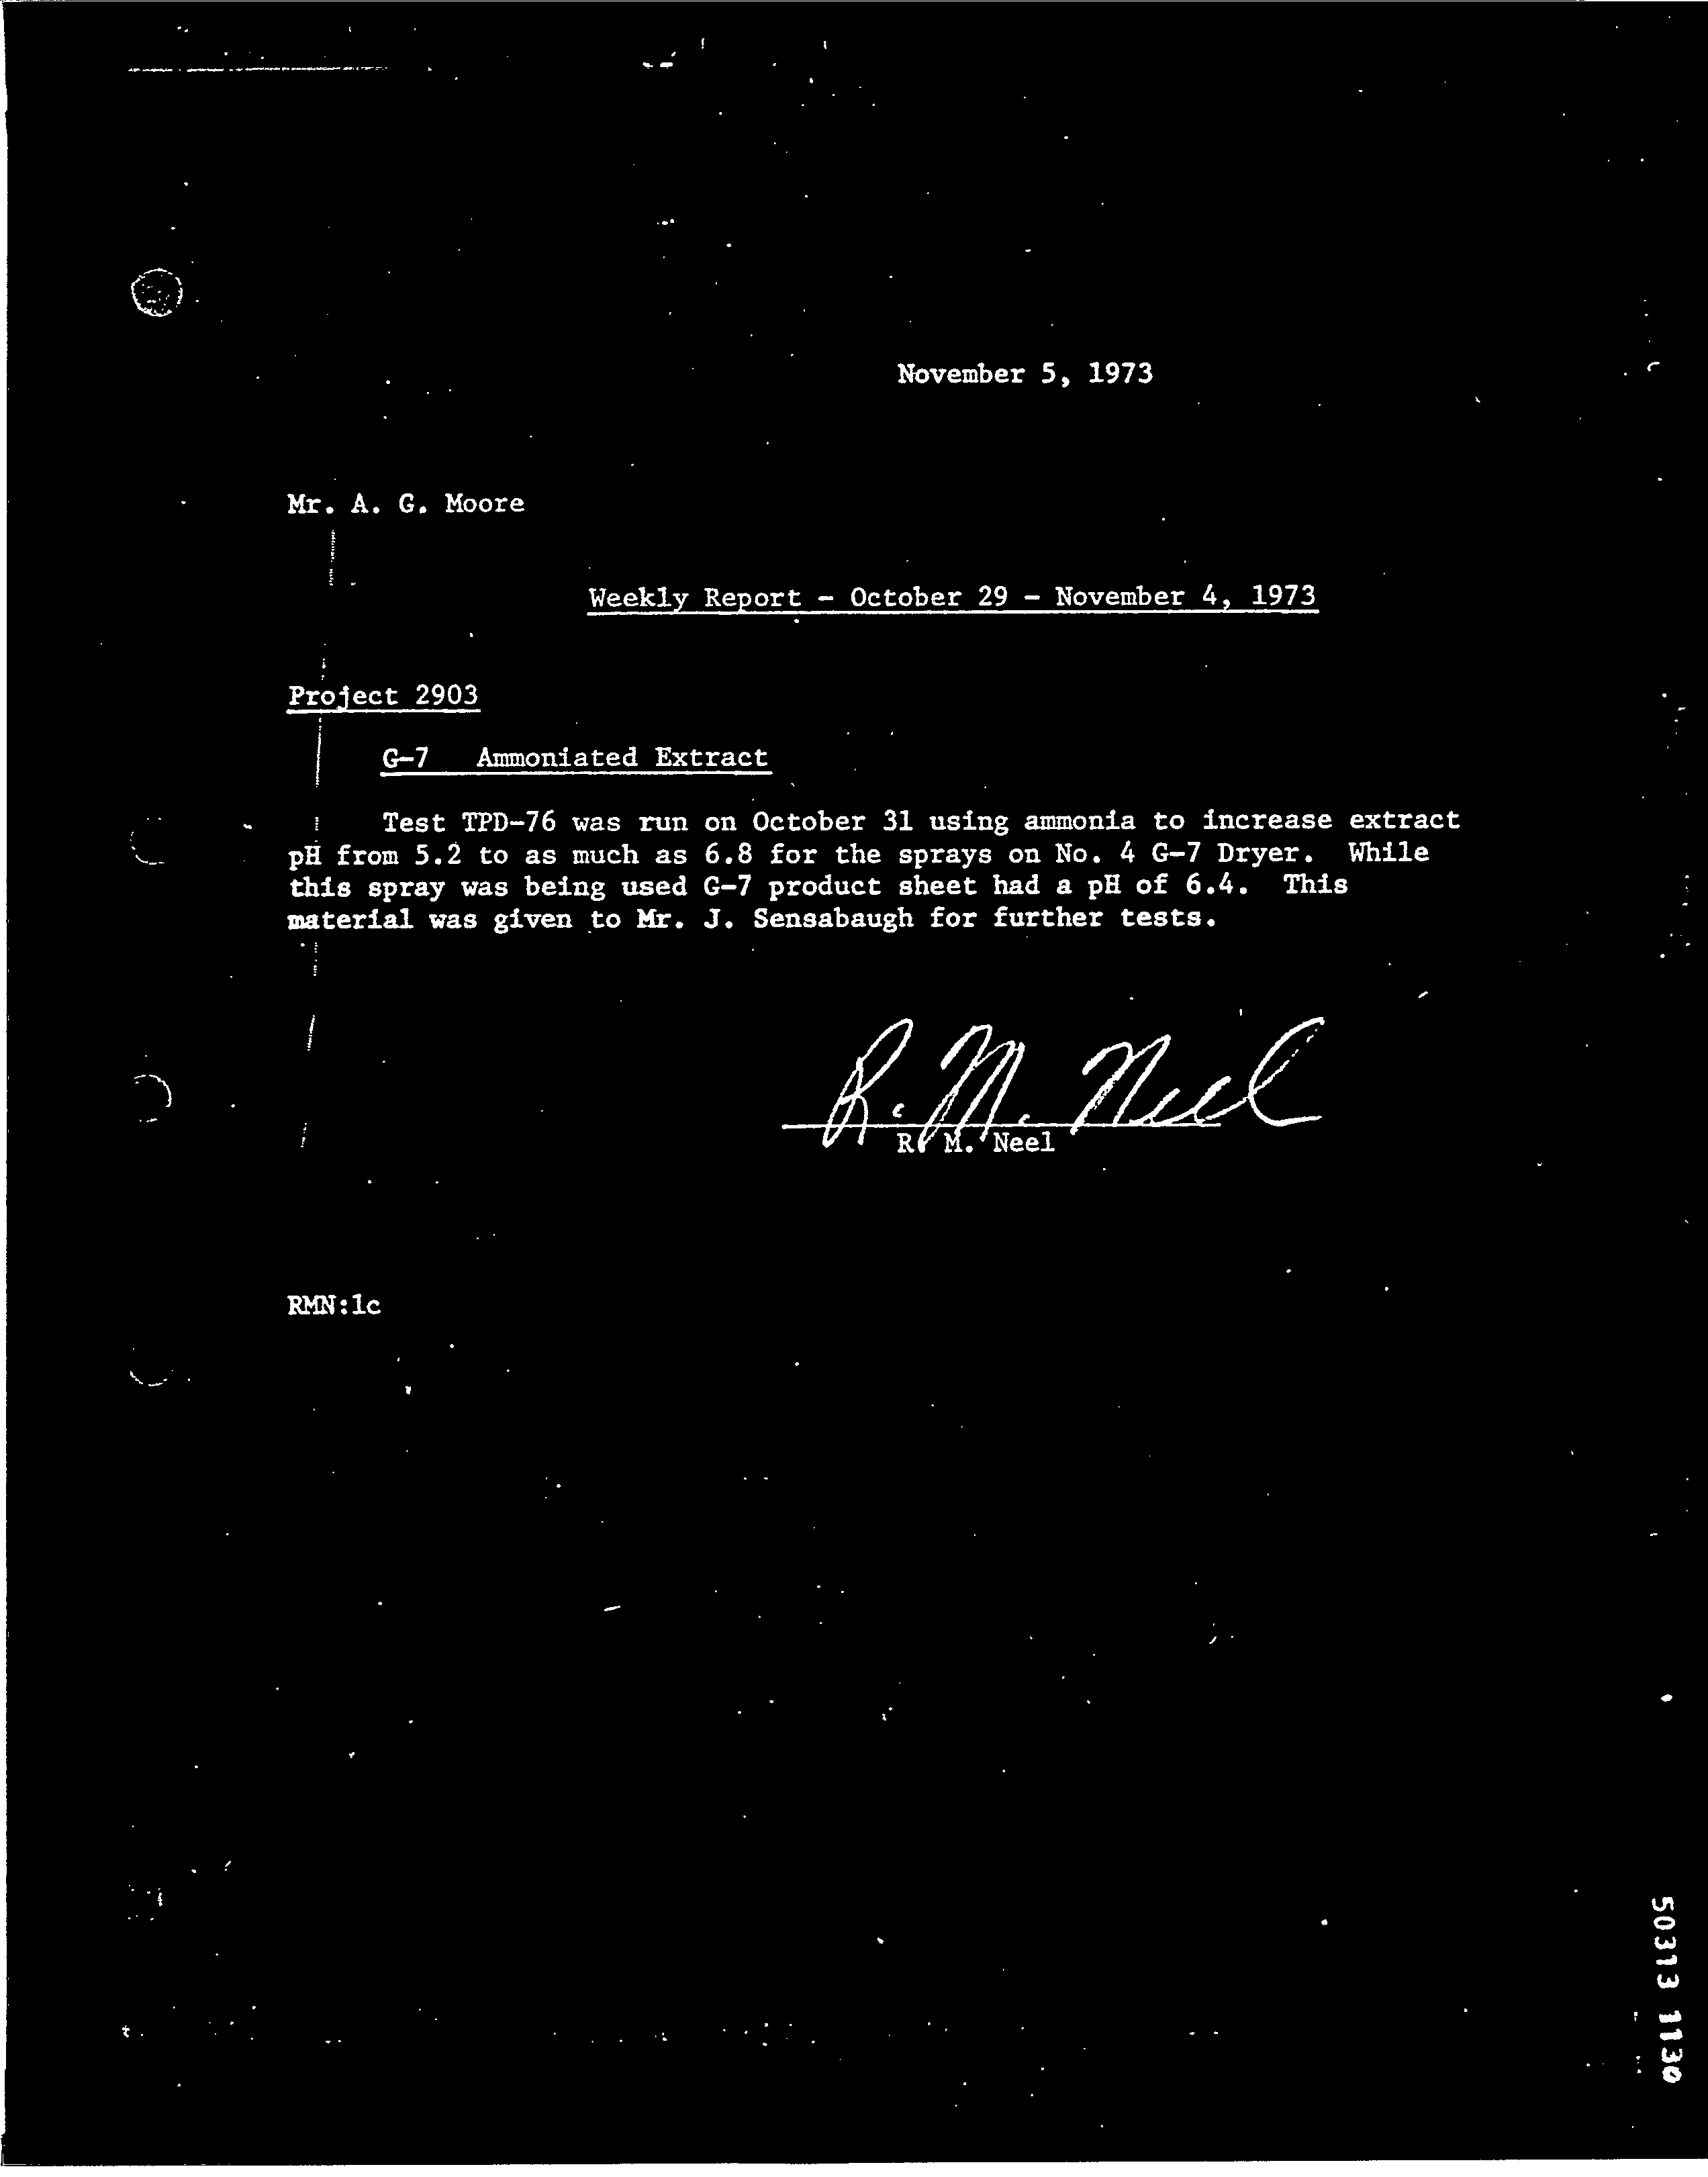 November 5, 1973
Mr. A. G. Moore
Weekly Report - October 29 - November 4, 1973
Project 2903
G-7 Ammoniated Extract
Test TPD-76 was run on October 31 using ammonia to increase extract
pH from 5.2 to as much as 6.8 for the sprays on No. 4 G-7 Dryer. While
this spray was being used G-7 product sheet had a pH of 6.4. This
material was given to Mr. J. Sensabaugh for further tests.
R. M. Neel
R. M. Neel
RMN:lc
50313 1130